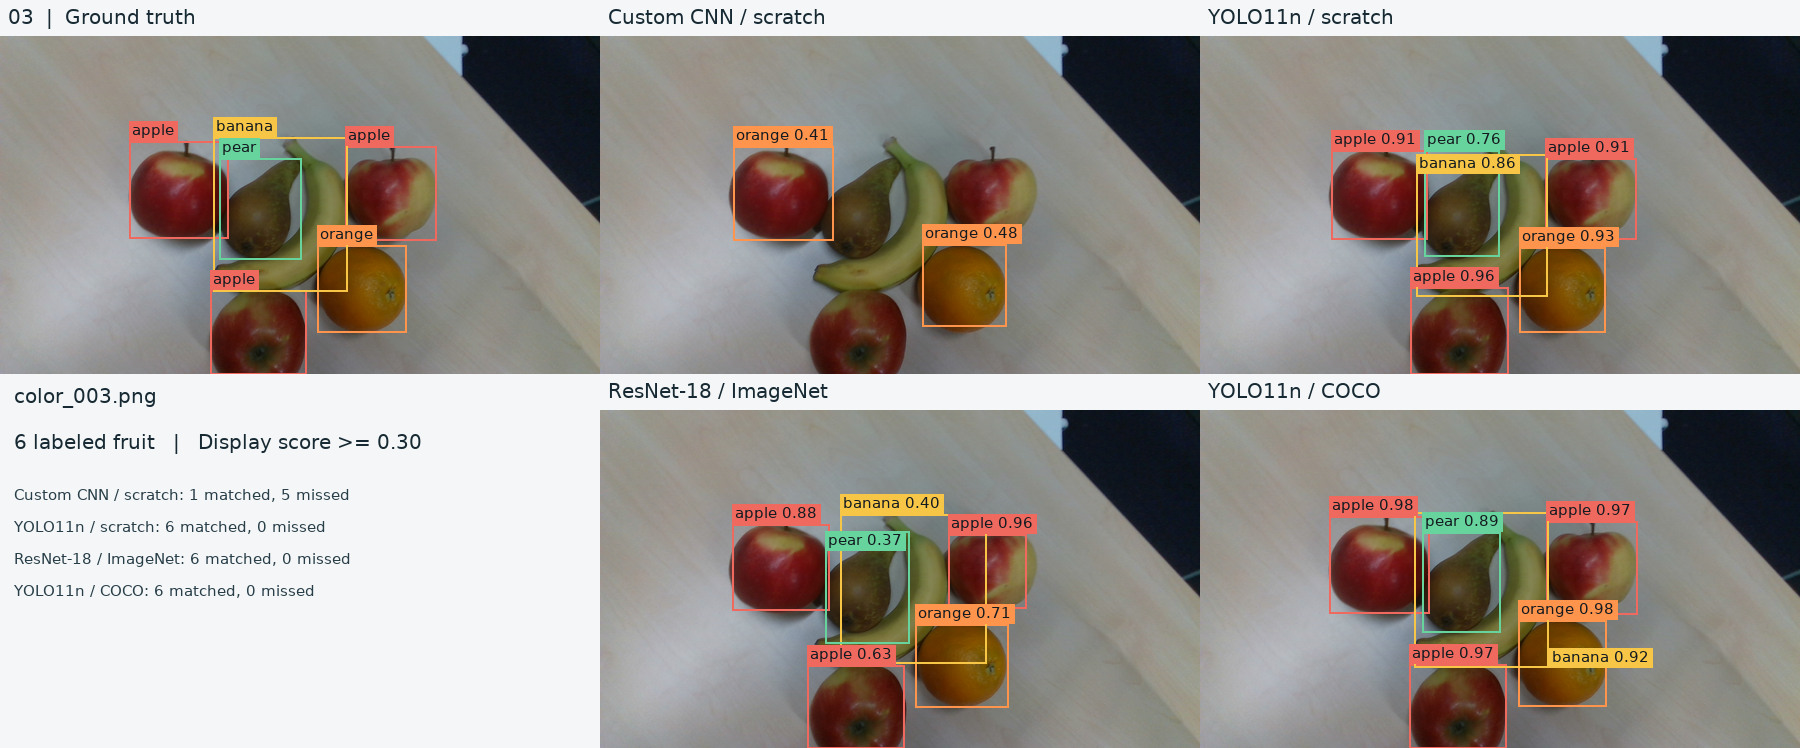 03 | Ground truth
apple
banana
apple
pear
orange
apple
Custom CNN / scratch
orange 0.41
orange 0.48
YOLO11n / scratch
apple 0.91
pear 0.76
apple 0.91
banana 0.86
orange 0.93
apple 0.96
color_003.png
6 labeled fruit | Display score >= 0.30
Custom CNN / scratch: 1 matched, 5 missed
YOLO11n / scratch: 6 matched, 0 missed
ResNet-18 / ImageNet: 6 matched, 0 missed
YOLO11n / COCO: 6 matched, 0 missed
ResNet-18 / ImageNet
banana 0.40
apple 0.88
apple 0.96
pear 0.37
orange 0.71
apple 0.63
YOLO11n / COCO
apple 0.98
apple 0.97
pear 0.89
orange 0.98
apple 0.97
banana 0.92